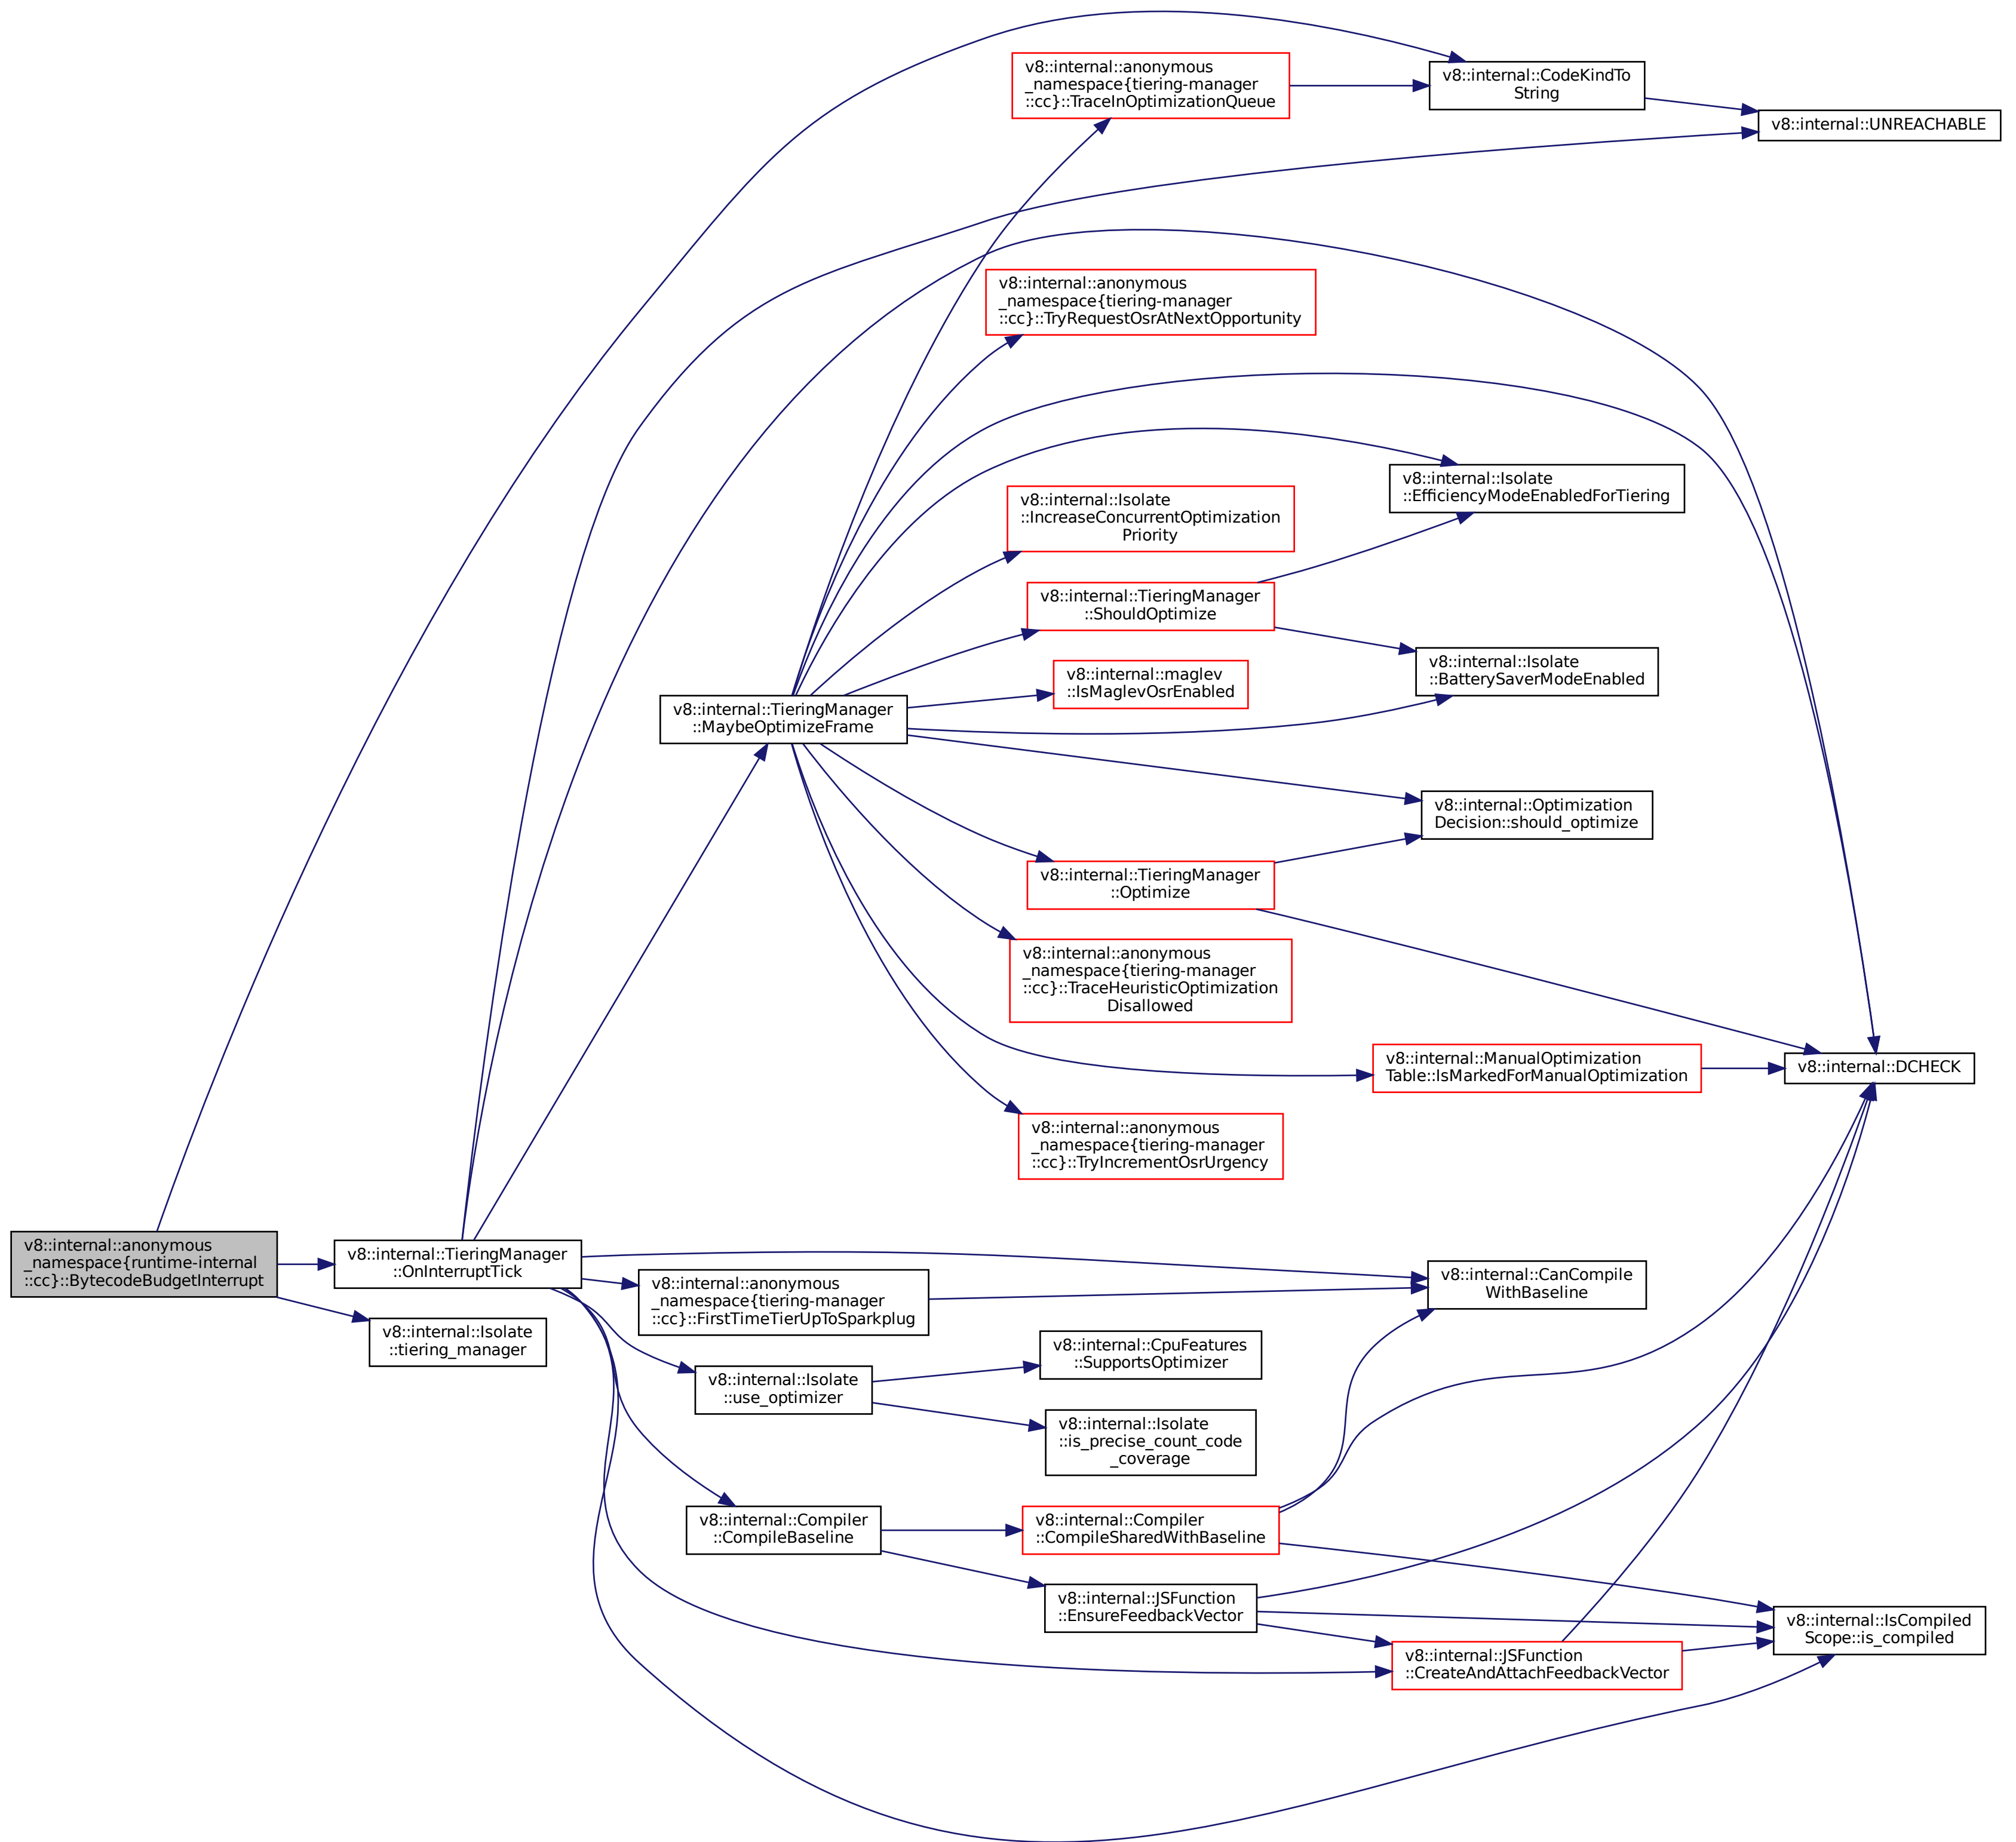 v8::internal::anonymous
_namespace{tiering-manager
::cc}::TraceInOptimizationQueue
v8::internal::CodeKindTo
String
v8::internal::UNREACHABLE
v8::internal::anonymous
_namespace{tiering-manager
::cc}::TryRequestOsrAtNextOpportunity
v8::internal::Isolate
::EfficiencyModeEnabledForTiering
v8::internal::Isolate
::IncreaseConcurrentOptimization
Priority
v8::internal::TieringManager
::ShouldOptimize
v8::internal::Isolate
::BatterySaverModeEnabled
v8::internal::maglev
::IsMaglevOsrEnabled
v8::internal::TieringManager
::MaybeOptimizeFrame
v8::internal::Optimization
Decision::should_optimize
v8::internal::TieringManager
::Optimize
v8::internal::anonymous
_namespace{tiering-manager
::cc}::TraceHeuristicOptimization
Disallowed
v8::internal::ManualOptimization
Table::IsMarkedForManualOptimization
v8::internal::DCHECK
v8::internal::anonymous
_namespace{tiering-manager
::cc}::TryIncrementOsrUrgency
v8::internal::anonymous
_namespace{runtime-internal
::cc}::BytecodeBudgetInterrupt
v8::internal::TieringManager
::OnInterruptTick
v8::internal::CanCompile
WithBaseline
v8::internal::anonymous
_namespace{tiering-manager
::cc}::FirstTimeTierUpToSparkplug
v8::internal::Isolate
::tiering_manager
v8::internal::CpuFeatures
::SupportsOptimizer
v8::internal::Isolate
::use_optimizer
v8::internal::Isolate
::is_precise_count_code
_coverage
v8::internal::Compiler
::CompileBaseline
v8::internal::Compiler
::CompileSharedWithBaseline
v8::internal::JSFunction
::EnsureFeedbackVector
v8::internal::IsCompiled
Scope::is_compiled
v8::internal::JSFunction
::CreateAndAttachFeedbackVector